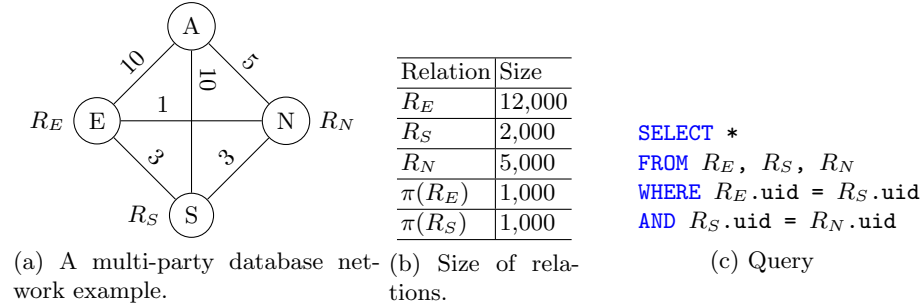 A
10
5
10
1
R_E
E
N
R_N
3
3
R_S
S
(a) A multi-party database net-
work example.
Relation Size
R_E 12,000
R_S 2,000
R_N 5,000
π(R_E) 1,000
π(R_S) 1,000
(b) Size of rela-
tions.
SELECT *
FROM R_E, R_S, R_N
WHERE R_E.uid = R_S.uid
AND R_S.uid = R_N.uid
(c) Query